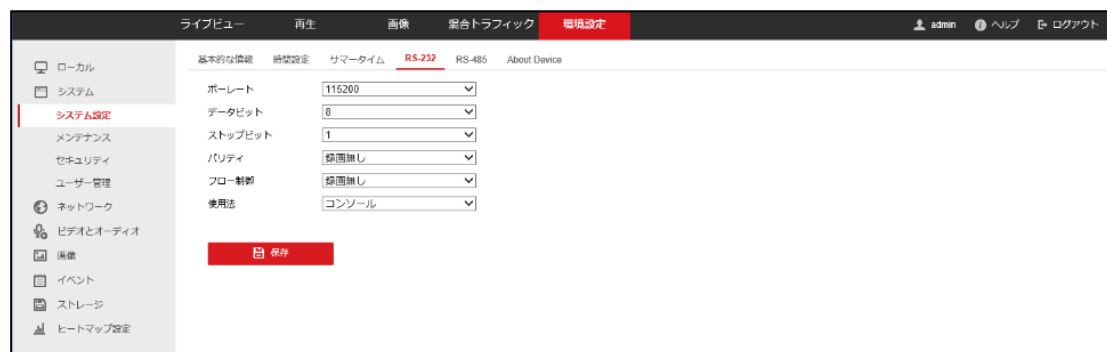 ライブビュー 再生 画像 混合トラフィック 環境設定 admin ヘルプ ログアウト
基本的な情報 時間設定 サマータイム RS-232 RS-485 About Device
ローカル
システム
システム設定
メンテナンス
セキュリティ
ユーザー管理
ネットワーク
ビデオとオーディオ
画像
イベント
ストレージ
ヒートマップ設定
ボーレート 115200
データビット 8
ストップビット 1
パリティ 録画無し
フロー制御 録画無し
使用法 コンソール
保存